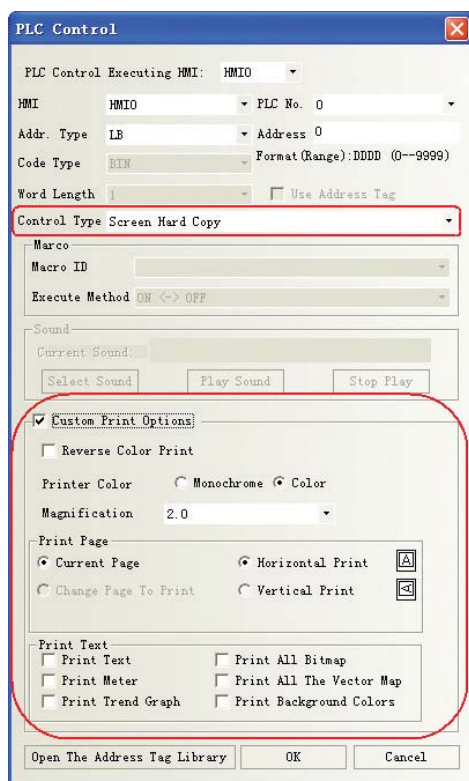 PLC Control
PLC Control Executing HMI: HMI0
HMI HMI0 PLC No. 0
Addr. Type LB Address 0
Code Type BIN Format(Range):DDDD (0--9999)
Word Length 1 Use Address Tag
Control Type Screen Hard Copy
Marco
Macro ID
Execute Method ON <-> OFF
Sound
Current Sound:
Select Sound Play Sound Stop Play
Custom Print Options
Reverse Color Print
Printer Color Monochrome Color
Magnification 2.0
Print Page
Current Page Horizontal Print A
Change Page To Print Vertical Print A
Print Text
Print Text Print All Bitmap
Print Meter Print All The Vector Map
Print Trend Graph Print Background Colors
Open The Address Tag Library OK Cancel